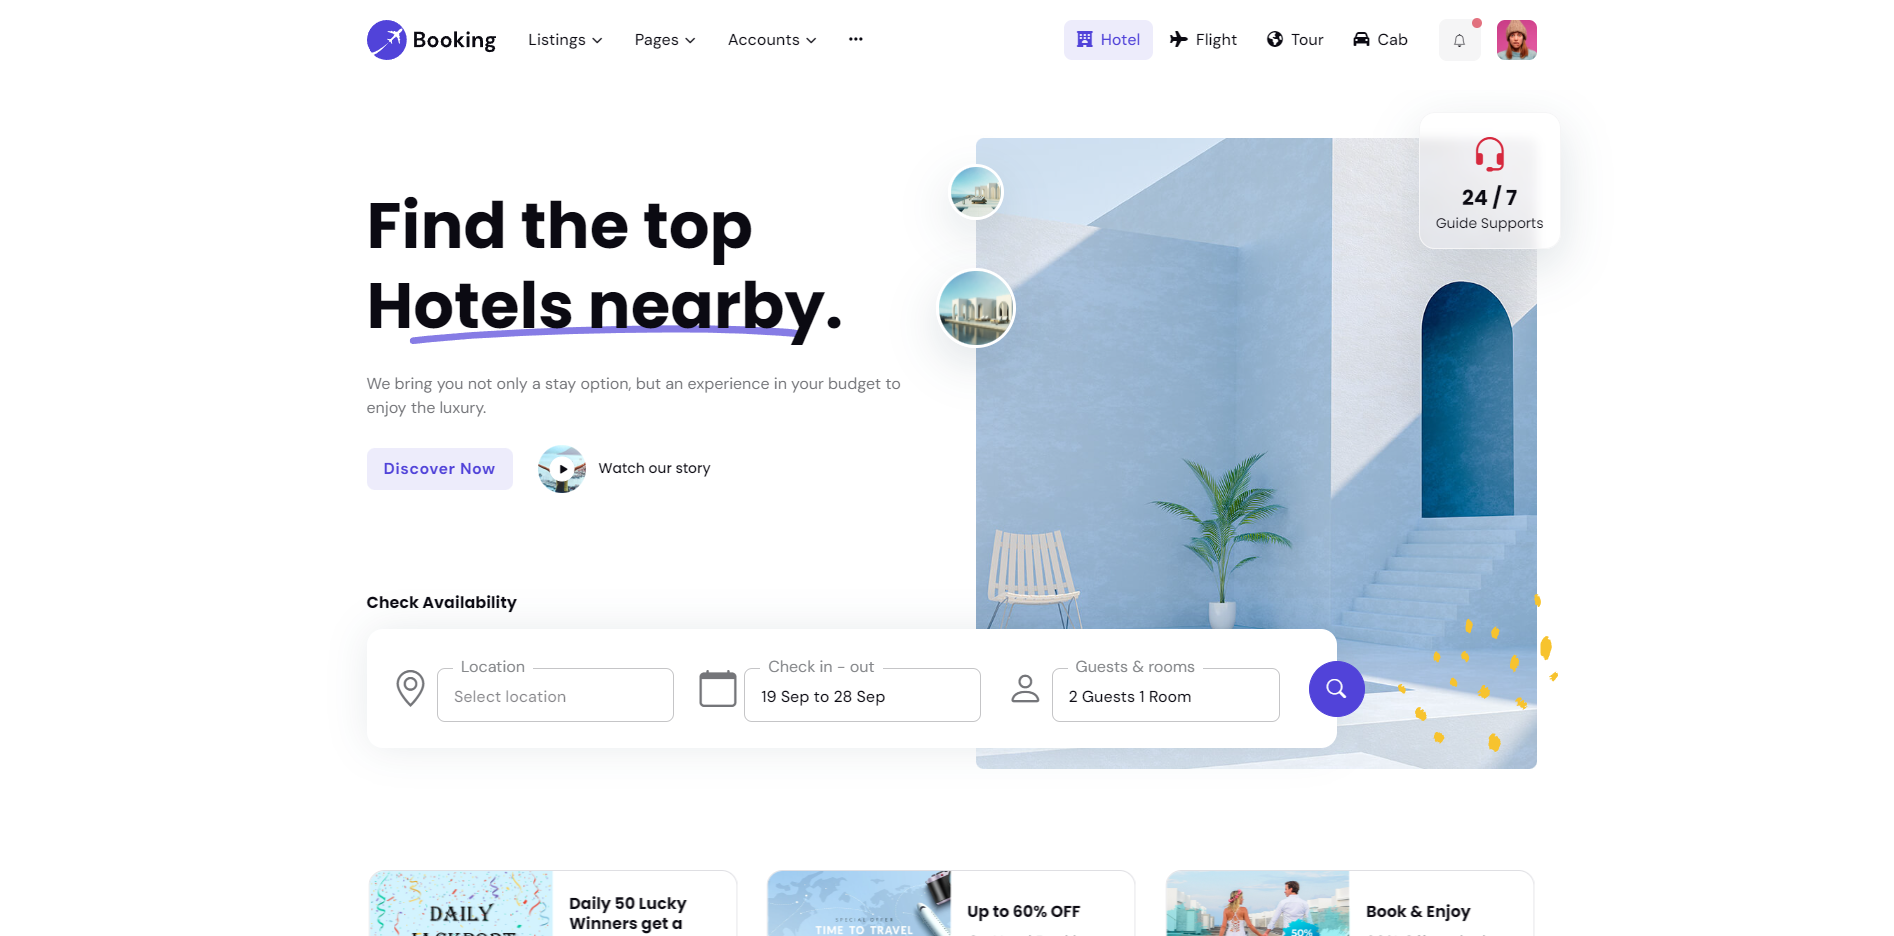 Booking
Listings
Pages
Accounts
Hotel
Flight
Tour
Cab
Find the top
Hotels nearby.
24 / 7
Guide Supports
We bring you not only a stay option, but an experience in your budget to
enjoy the luxury.
Discover Now
Watch our story
Check Availability
Location
Select location
Check in - out
19 Sep to 28 Sep
Guests & rooms
2 Guests 1 Room
DAILY
Daily 50 Lucky
Winners get a
SPECIAL OFFER
TIME TO TRAVEL
Up to 60% OFF
50%
Book & Enjoy